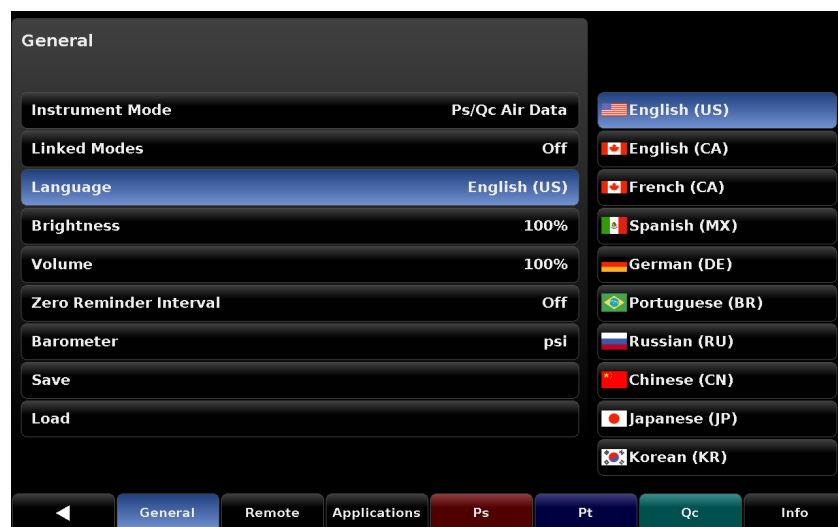 General
Instrument Mode Ps/Qc Air Data
Linked Modes Off
Language English (US)
Brightness 100%
Volume 100%
Zero Reminder Interval Off
Barometer psi
Save
Load
English (US)
English (CA)
French (CA)
Spanish (MX)
German (DE)
Portuguese (BR)
Russian (RU)
Chinese (CN)
Japanese (JP)
Korean (KR)
General Remote Applications Ps Pt Qc Info